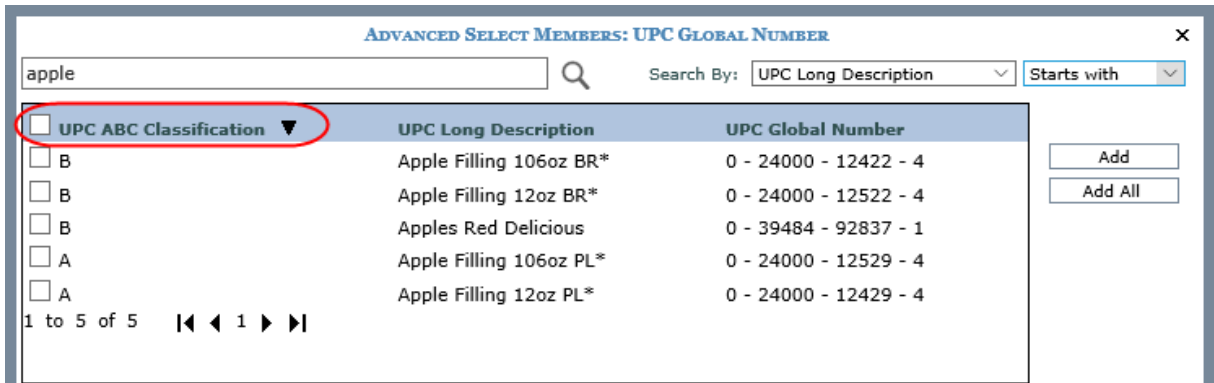 ADVANCED SELECT MEMBERS: UPC GLOBAL NUMBER
apple Search By: UPC Long Description Starts with
UPC ABC Classification ▼ UPC Long Description UPC Global Number
B Apple Filling 106oz BR* 0 - 24000 - 12422 - 4
Add
B Apple Filling 12oz BR* 0 - 24000 - 12522 - 4
Add All
B Apples Red Delicious 0 - 39484 - 92837 - 1
A Apple Filling 106oz PL* 0 - 24000 - 12529 - 4
A Apple Filling 12oz PL* 0 - 24000 - 12429 - 4
1 to 5 of 5 1